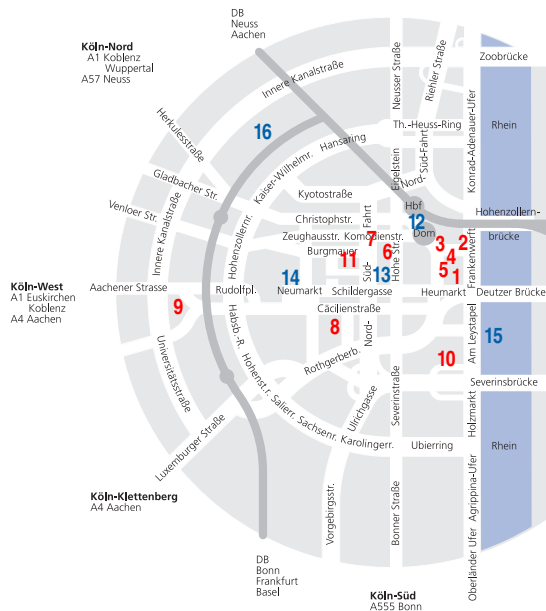 DB
Neuss
Aachen
Köln-Nord
A1 Koblenz
Wuppertal
A57 Neuss
Innere Kanalstraße
Neusser Straße
Riehler Straße
Zoobrücke
Herkulesstraße
16
Hansaring
Th.-Heuss-Ring
Konrad-Adenauer-Ufer
Rhein
Gladbacher Str.
Kaiser-Wilhelmr.
Eigelstein
Nord-
Süd-Fahrt
Venloer Str.
Innere Kanalstraße
Kyotostraße
Hbf
12
Hohenzollern-
brücke
Christophstr.
Fahrt
Dom
Zeughausstr.
Komödienstr.
7
3
2
Hohenzollernr.
Burgmauer
11
6
4
Hohe Str.
Frankenwerft
5
1
Köln-West
A1 Euskirchen
Koblenz
A4 Aachen
Aachener Strasse
Rudolfpl.
14
Neumarkt
Schildergasse
Süd-
13
Heumarkt
Deutzer Brücke
9
Cäcilienstraße
8
Nord-
Habsb.-R.
Am Leystapel
15
Universitätsstraße
Rothgerberb.
10
Hohenstr.
Salierr.
Sachsenr.
Karolingerr.
Ulrichgasse
Severinstraße
Severinsbrücke
Holzmarkt
Luxemburger Straße
Ubierring
Rhein
Köln-Klettenberg
A4 Aachen
Vorgebirgsstr.
Bonner Straße
Agrippina-Ufer
Oberländer Ufer
DB
Bonn
Frankfurt
Basel
Köln-Süd
A555 Bonn